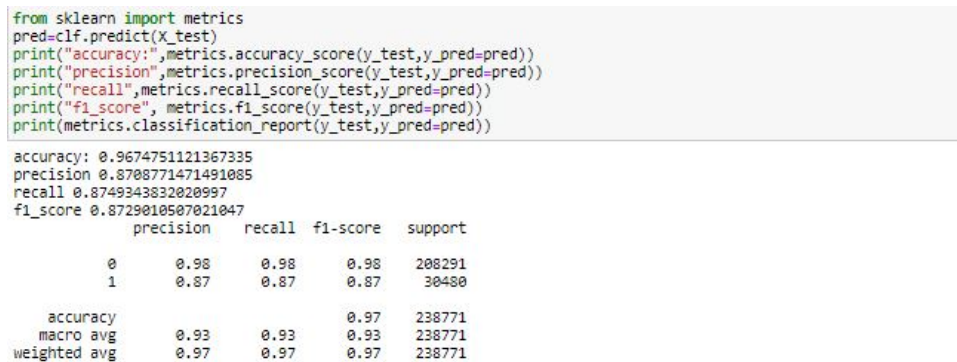 from sklearn import metrics
pred=clf.predict(X_test)
print("accuracy:",metrics.accuracy_score(y_test,y_pred=pred))
print("precision",metrics.precision_score(y_test,y_pred=pred))
print("recall",metrics.recall_score(y_test,y_pred=pred))
print("f1_score", metrics.f1_score(y_test,y_pred=pred))
print(metrics.classification_report(y_test,y_pred=pred))
accuracy: 0.9674751121367335
precision 0.8708771471491085
recall 0.8749343832020997
f1_score 0.8729010507021047
precision recall f1-score support
0 0.98 0.98 0.98 208291
1 0.87 0.87 0.87 30480
accuracy 0.97 238771
macro avg 0.93 0.93 0.93 238771
weighted avg 0.97 0.97 0.97 238771